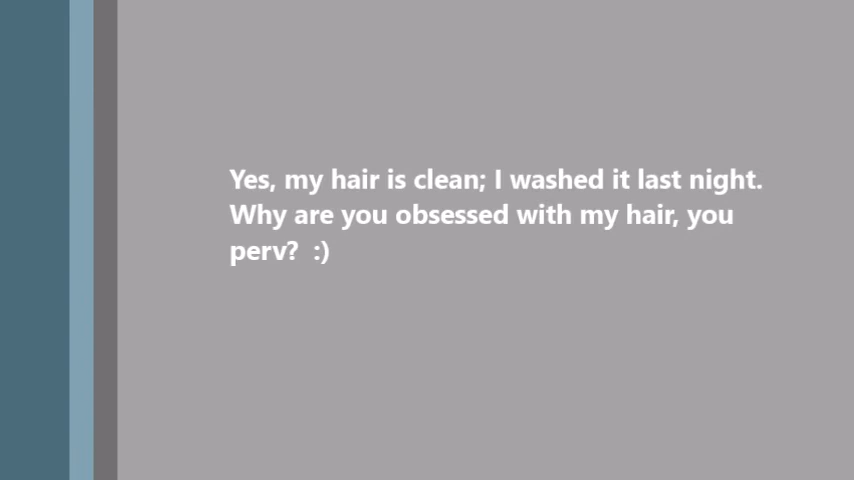 Yes, my hair is clean; I washed it last night.
Why are you obsessed with my hair, you
perv?  :)